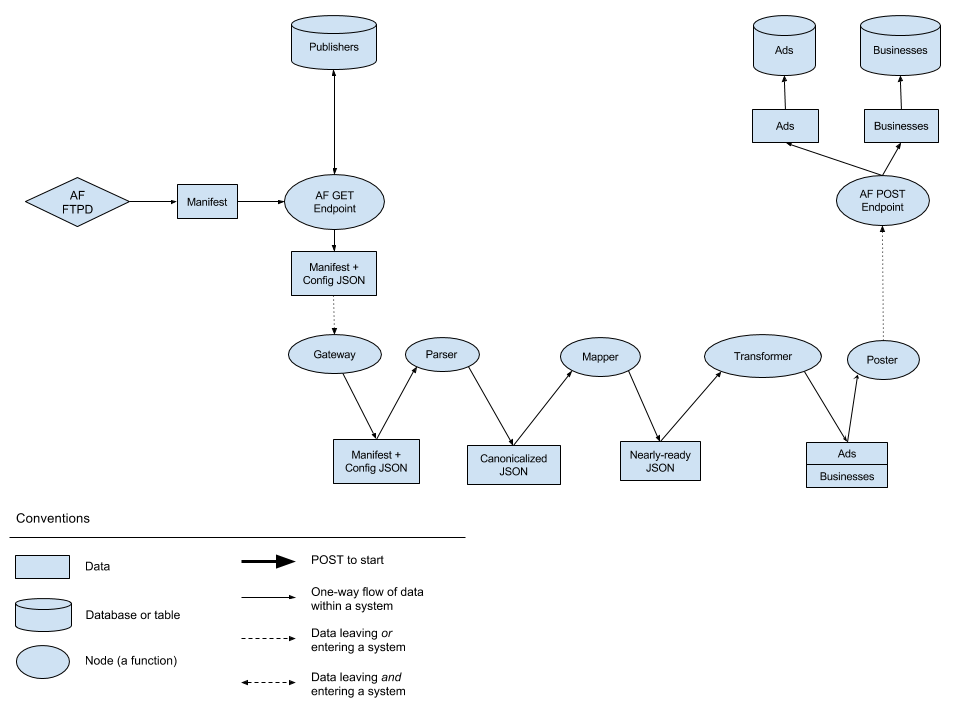 Publishers
Ads
Businesses
Ads
Businesses
AF
FTPD
Manifest
AF GET
Endpoint
AF POST
Endpoint
Manifest +
Config JSON
Gateway
Parser
Mapper
Transformer
Poster
Manifest +
Config JSON
Canonicalized
JSON
Nearly-ready
JSON
Ads
Businesses
Conventions
Data
POST to start
Database or table
One-way flow of data
within a system
Node (a function)
Data leaving or
entering a system
Data leaving and
entering a system